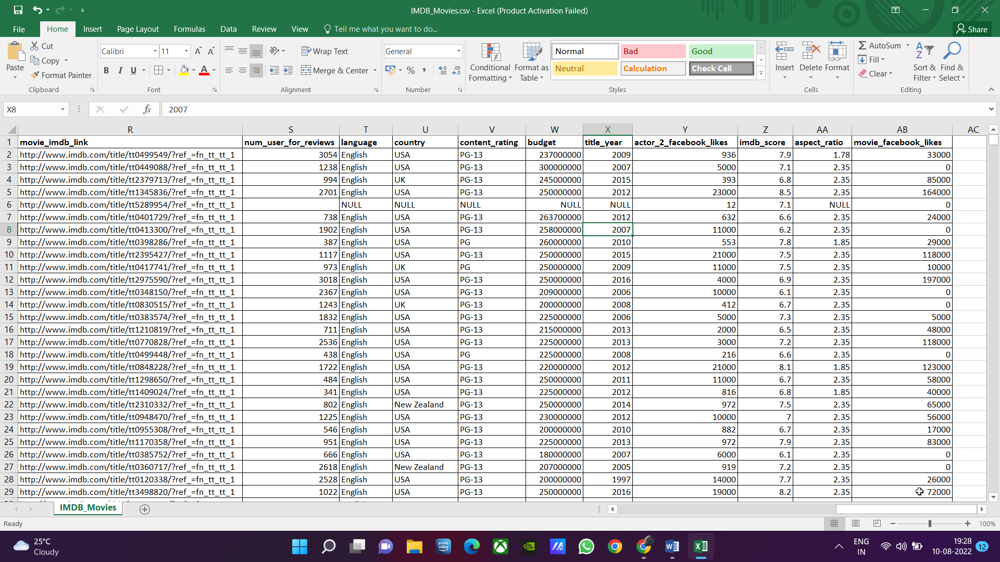 IMDB_Movies.csv - Excel (Product Activation Failed)
File Home Insert Page Layout Formulas Data Review View Tell me what you want to do... Share
Paste Cut Copy Format Painter Clipboard
Calibri 11 B I U Font
Wrap Text Merge & Center Alignment
General % Number
Conditional Formatting Format as Table
Normal Bad Good
Neutral Calculation Check Cell
Styles
Insert Delete Format Cells
AutoSum Fill Clear Sort & Filter Find & Select Editing
X8 fx 2007
R S T U V W X Y Z AA AB AC
1 movie_imdb_link num_user_for_reviews language country content_rating budget title_year actor_2_facebook_likes imdb_score aspect_ratio movie_facebook_likes
2 http://www.imdb.com/title/tt0499549/?ref_=fn_tt_tt_1 3054 English USA PG-13 237000000 2009 936 7.9 1.78 33000
3 http://www.imdb.com/title/tt0449088/?ref_=fn_tt_tt_1 1238 English USA PG-13 300000000 2007 5000 7.1 2.35 0
4 http://www.imdb.com/title/tt2379713/?ref_=fn_tt_tt_1 994 English UK PG-13 245000000 2015 393 6.8 2.35 85000
5 http://www.imdb.com/title/tt1345836/?ref_=fn_tt_tt_1 2701 English USA PG-13 250000000 2012 23000 8.5 2.35 164000
6 http://www.imdb.com/title/tt5289954/?ref_=fn_tt_tt_1 NULL NULL NULL NULL NULL 12 7.1 NULL 0
7 http://www.imdb.com/title/tt0401729/?ref_=fn_tt_tt_1 738 English USA PG-13 263700000 2012 632 6.6 2.35 24000
8 http://www.imdb.com/title/tt0413300/?ref_=fn_tt_tt_1 1902 English USA PG-13 258000000 2007 11000 6.2 2.35 0
9 http://www.imdb.com/title/tt0398286/?ref_=fn_tt_tt_1 387 English USA PG 260000000 2010 553 7.8 1.85 29000
10 http://www.imdb.com/title/tt2395427/?ref_=fn_tt_tt_1 1117 English USA PG-13 250000000 2015 21000 7.5 2.35 118000
11 http://www.imdb.com/title/tt0417741/?ref_=fn_tt_tt_1 973 English UK PG 250000000 2009 11000 7.5 2.35 10000
12 http://www.imdb.com/title/tt2975590/?ref_=fn_tt_tt_1 3018 English USA PG-13 250000000 2016 4000 6.9 2.35 197000
13 http://www.imdb.com/title/tt0348150/?ref_=fn_tt_tt_1 2367 English USA PG-13 209000000 2006 10000 6.1 2.35 0
14 http://www.imdb.com/title/tt0830515/?ref_=fn_tt_tt_1 1243 English UK PG-13 200000000 2008 412 6.7 2.35 0
15 http://www.imdb.com/title/tt0383574/?ref_=fn_tt_tt_1 1832 English USA PG-13 225000000 2006 5000 7.3 2.35 5000
16 http://www.imdb.com/title/tt1210819/?ref_=fn_tt_tt_1 711 English USA PG-13 215000000 2013 2000 6.5 2.35 48000
17 http://www.imdb.com/title/tt0770828/?ref_=fn_tt_tt_1 2536 English USA PG-13 225000000 2013 3000 7.2 2.35 118000
18 http://www.imdb.com/title/tt0499448/?ref_=fn_tt_tt_1 438 English USA PG 225000000 2008 216 6.6 2.35 0
19 http://www.imdb.com/title/tt0848228/?ref_=fn_tt_tt_1 1722 English USA PG-13 220000000 2012 21000 8.1 1.85 123000
20 http://www.imdb.com/title/tt1298650/?ref_=fn_tt_tt_1 484 English USA PG-13 250000000 2011 11000 6.7 2.35 58000
21 http://www.imdb.com/title/tt1409024/?ref_=fn_tt_tt_1 341 English USA PG-13 225000000 2012 816 6.8 1.85 40000
22 http://www.imdb.com/title/tt2310332/?ref_=fn_tt_tt_1 802 English New Zealand PG-13 250000000 2014 972 7.5 2.35 65000
23 http://www.imdb.com/title/tt0948470/?ref_=fn_tt_tt_1 1225 English USA PG-13 230000000 2012 10000 7 2.35 56000
24 http://www.imdb.com/title/tt0955308/?ref_=fn_tt_tt_1 546 English USA PG-13 200000000 2010 882 6.7 2.35 17000
25 http://www.imdb.com/title/tt1170358/?ref_=fn_tt_tt_1 951 English USA PG-13 225000000 2013 972 7.9 2.35 83000
26 http://www.imdb.com/title/tt0385752/?ref_=fn_tt_tt_1 666 English USA PG-13 180000000 2007 6000 6.1 2.35 0
27 http://www.imdb.com/title/tt0360717/?ref_=fn_tt_tt_1 2618 English New Zealand PG-13 207000000 2005 919 7.2 2.35 0
28 http://www.imdb.com/title/tt0120338/?ref_=fn_tt_tt_1 2528 English USA PG-13 200000000 1997 14000 7.7 2.35 26000
29 http://www.imdb.com/title/tt3498820/?ref_=fn_tt_tt_1 1022 English USA PG-13 250000000 2016 19000 8.2 2.35 72000
IMDB_Movies
Ready 100%
25°C
Cloudy
prime video
ENG
IN
19:28
10-08-2022
12